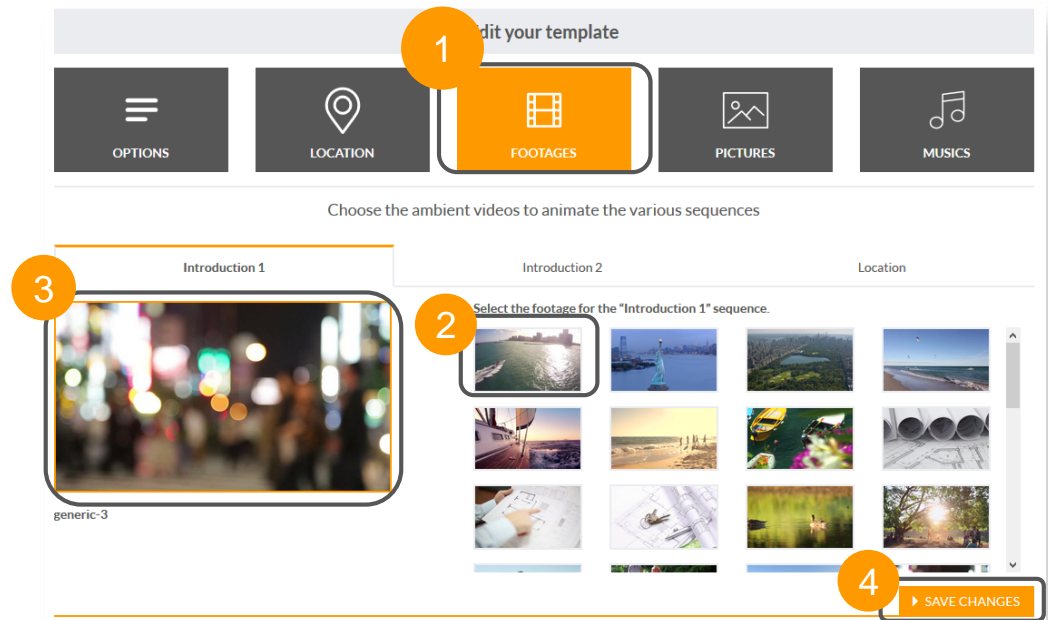 1
dit your template
OPTIONS
LOCATION
FOOTAGES
PICTURES
MUSICS
Choose the ambient videos to animate the various sequences
Introduction 1
Introduction 2
Location
3
2
Select the footage for the “Introduction 1” sequence.
generic-3
4
SAVE CHANGES